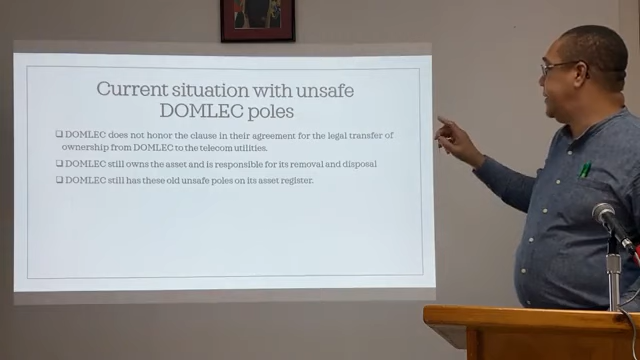 Current situation with unsafe
DOMLEC poles
❑ DOMLEC does not honor the clause in their agreement for the legal transfer of
ownership from DOMLEC to the telecom utilities.
❑ DOMLEC still owns the asset and is responsible for its removal and disposal
❑ DOMLEC still has these old unsafe poles on its asset register.